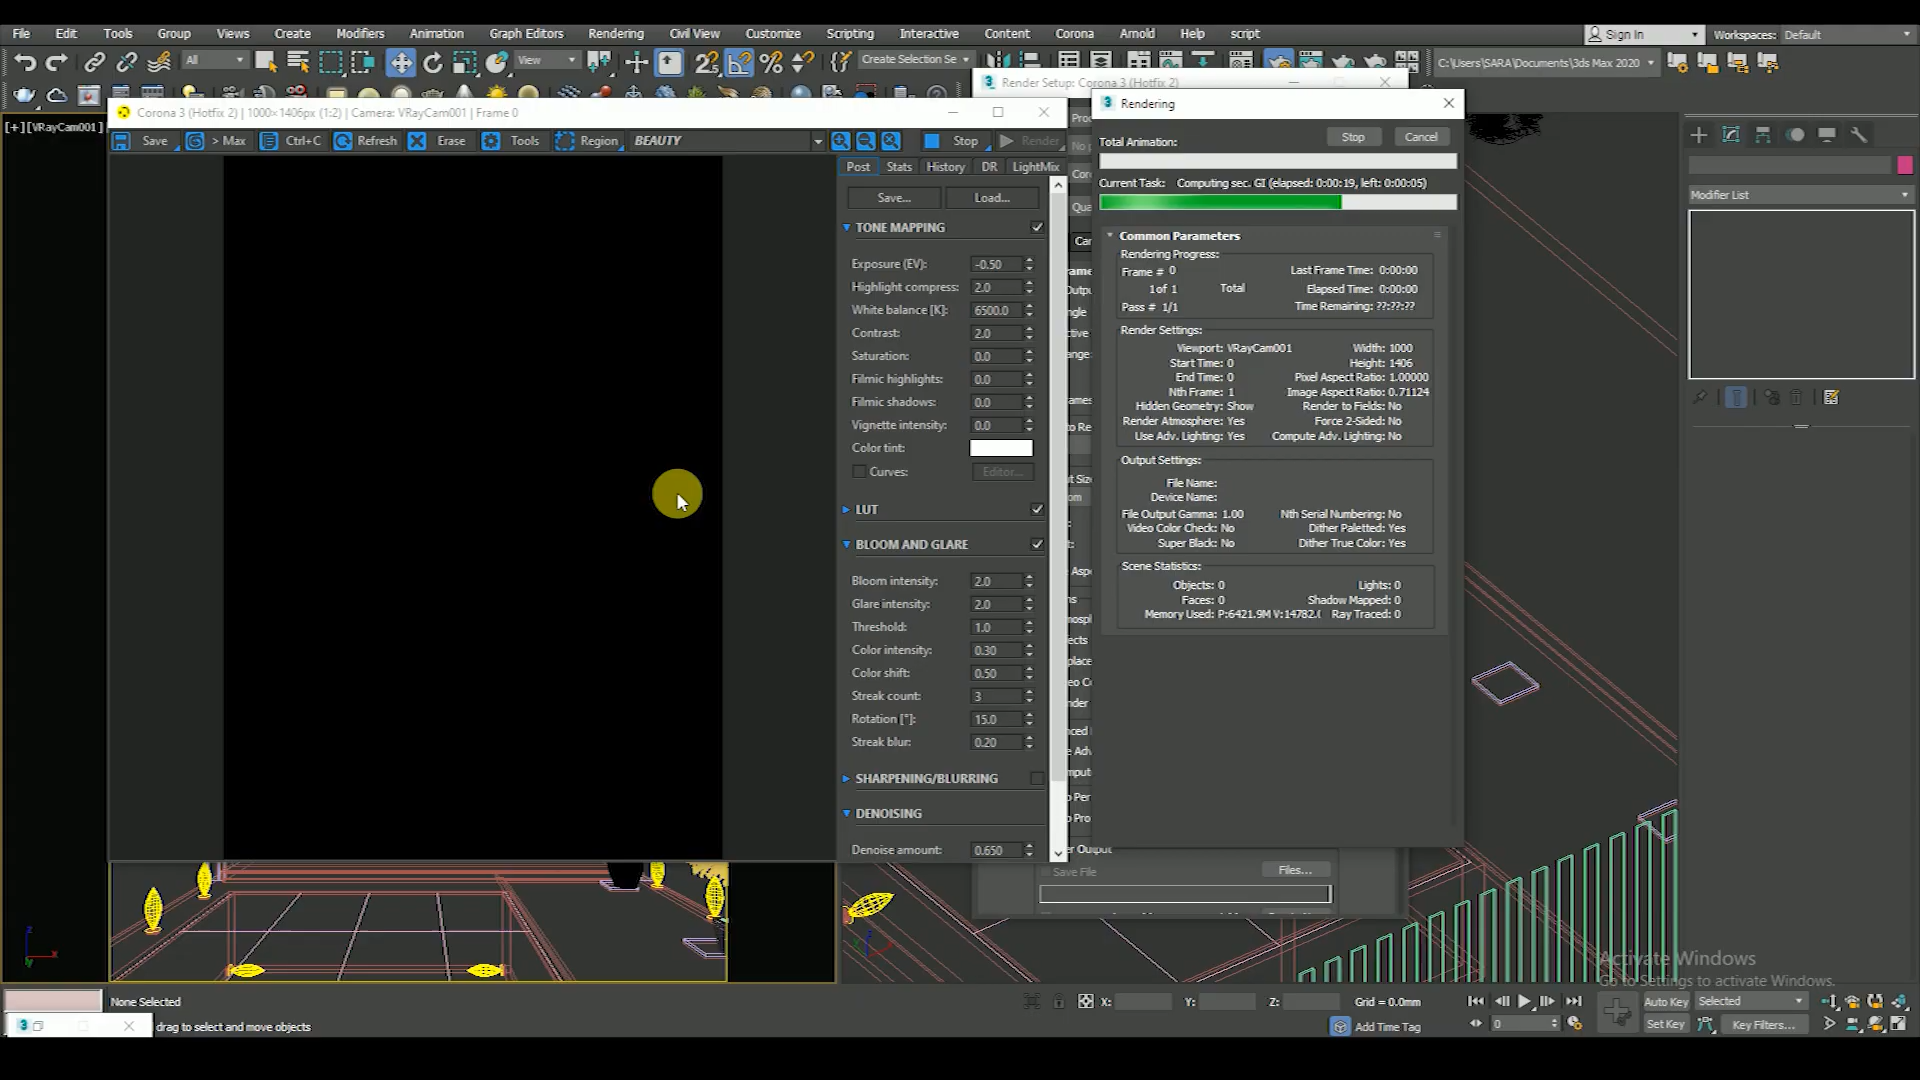 File Edit Tools Group Views Create Modifiers Animation Graph Editors Rendering Civil View Customize Scripting Interactive Content Corona Arnold Help script
Sign In Workspaces: Default
All View Create Selection Se C:\Users\SARA\Documents\3ds Max 2020
Render Setup: Corona 3 (Hotfix 2)
[+][VRayCam001]
Corona 3 (Hotfix 2) | 1000×1406px (1:2) | Camera: VRayCam001 | Frame 0
Save > Max Ctrl+C Refresh Erase Tools Region BEAUTY Stop Render
Post Stats History DR LightMix
Save... Load...
TONE MAPPING
Exposure (EV): -0.50
Highlight compress: 2.0
White balance [K]: 6500.0
Contrast: 2.0
Saturation: 0.0
Filmic highlights: 0.0
Filmic shadows: 0.0
Vignette intensity: 0.0
Color tint:
Curves: Editor...
LUT
BLOOM AND GLARE
Bloom intensity: 2.0
Glare intensity: 2.0
Threshold: 1.0
Color intensity: 0.30
Color shift: 0.50
Streak count: 3
Rotation [°]: 15.0
Streak blur: 0.20
SHARPENING/BLURRING
DENOISING
Denoise amount: 0.650
Rendering
Total Animation: Stop Cancel
Current Task: Computing sec. GI (elapsed: 0:00:19, left: 0:00:05)
Common Parameters
Rendering Progress:
Frame # 0 Last Frame Time: 0:00:00
1 of 1 Total Elapsed Time: 0:00:00
Pass # 1/1 Time Remaining: ??:??:??
Render Settings:
Viewport: VRayCam001 Width: 1000
Start Time: 0 Height: 1406
End Time: 0 Pixel Aspect Ratio: 1.00000
Nth Frame: 1 Image Aspect Ratio: 0.71124
Hidden Geometry: Show Render to Fields: No
Render Atmosphere: Yes Force 2-Sided: No
Use Adv. Lighting: Yes Compute Adv. Lighting: No
Output Settings:
File Name:
Device Name:
File Output Gamma: 1.00 Nth Serial Numbering: No
Video Color Check: No Dither Paletted: Yes
Super Black: No Dither True Color: Yes
Scene Statistics:
Objects: 0 Lights: 0
Faces: 0 Shadow Mapped: 0
Memory Used: P:6421.9M V:14782.( Ray Traced: 0
Save File Files...
Modifier List
Activate Windows
Go to Settings to activate Windows.
None Selected X: Y: Z: Grid = 0.0mm Auto Key Selected
drag to select and move objects Add Time Tag 0 Set Key Key Filters...